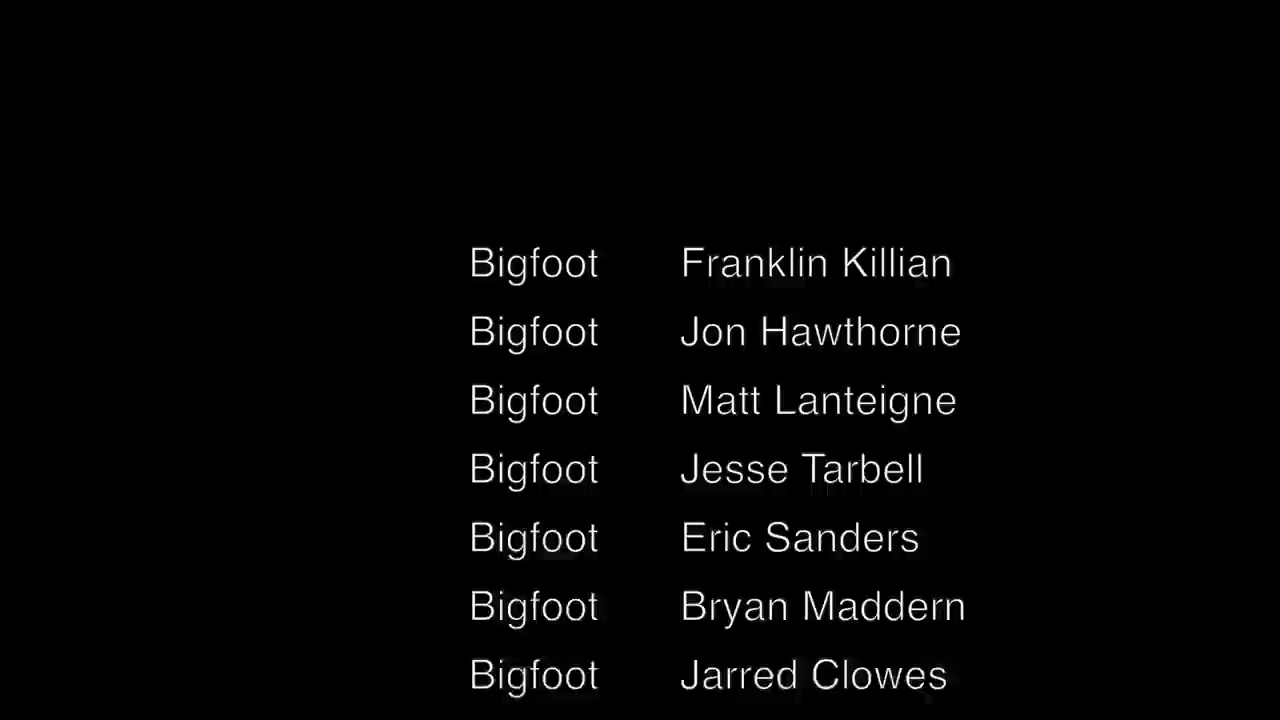 Bigfoot Franklin Killian
Bigfoot Jon Hawthorne
Bigfoot Matt Lanteigne
Bigfoot Jesse Tarbell
Bigfoot Eric Sanders
Bigfoot Bryan Maddern
Bigfoot Jarred Clowes